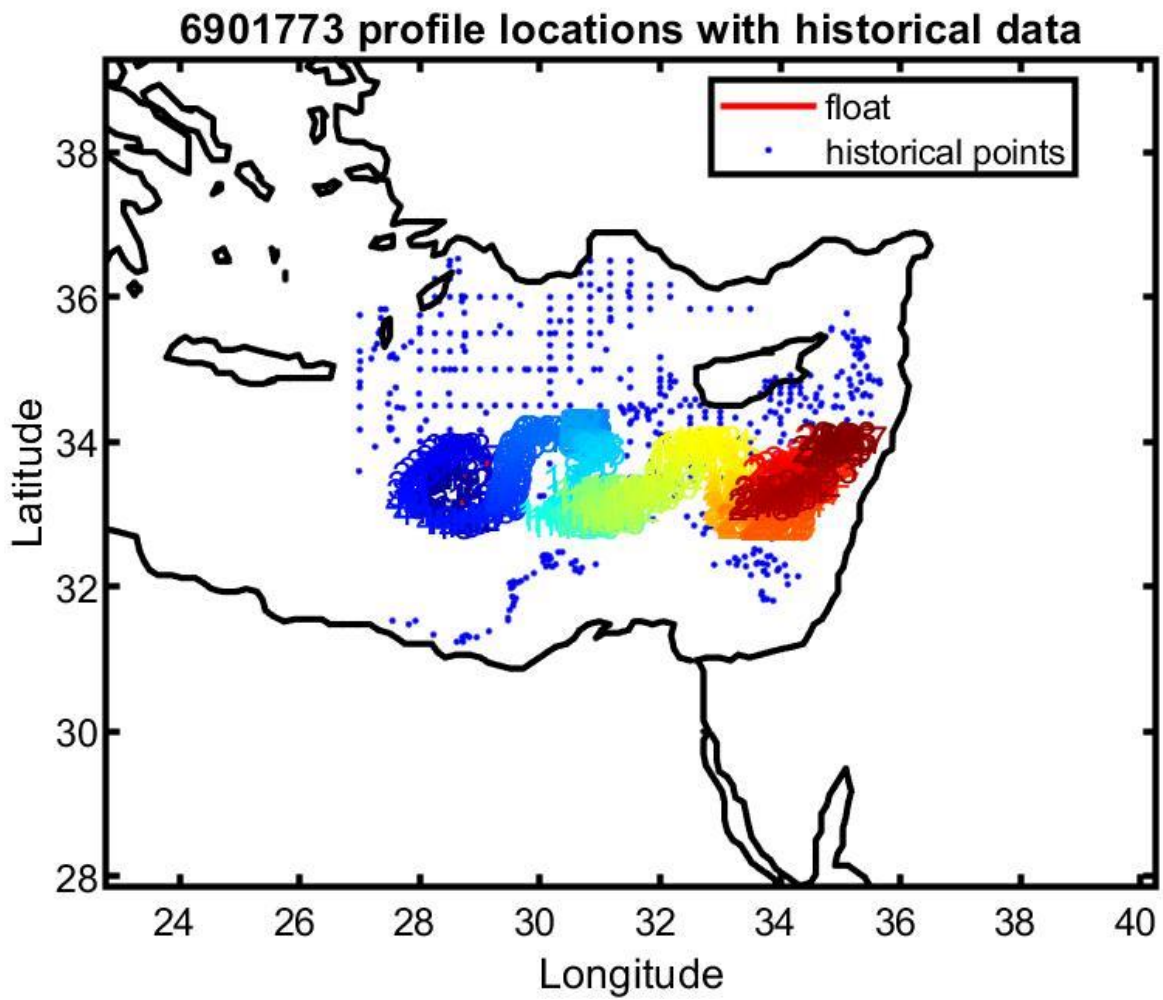 6901773 profile locations with historical data
float
historical points
38
36
34
32
30
28
Latitude
24 26 28 30 32 34 36 38 40
Longitude